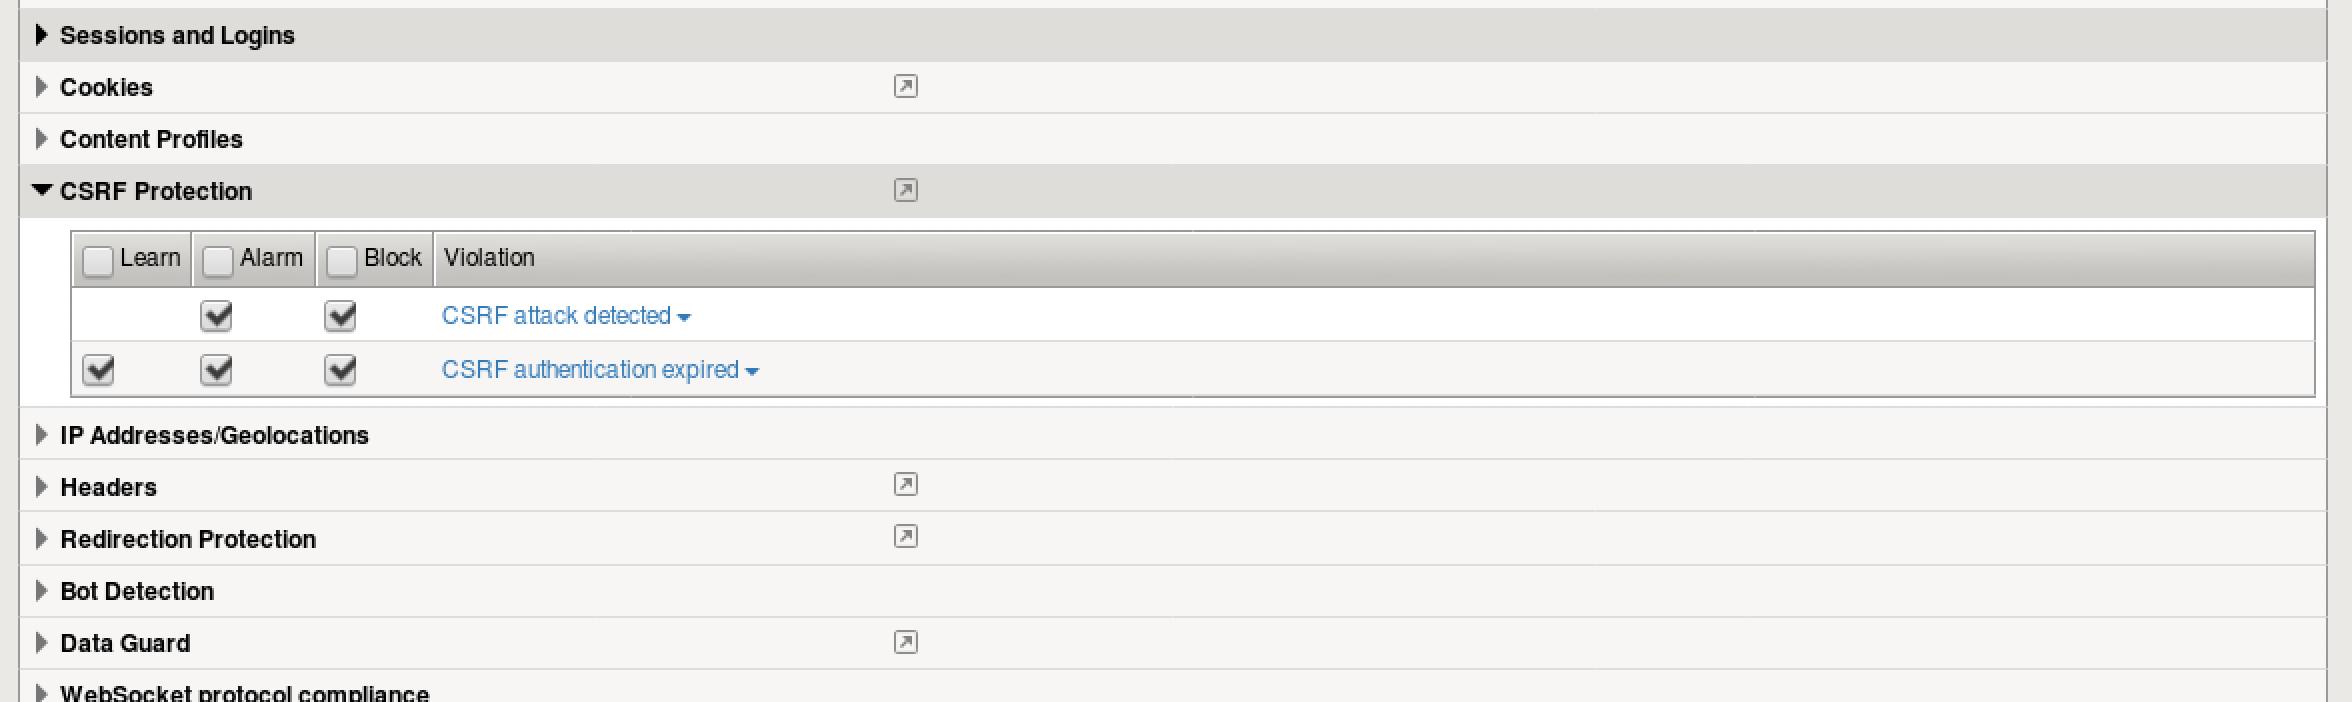 Sessions and Logins
Cookies
Content Profiles
CSRF Protection
Learn Alarm Block Violation
CSRF attack detected
CSRF authentication expired
IP Addresses/Geolocations
Headers
Redirection Protection
Bot Detection
Data Guard
WebSocket protocol compliance